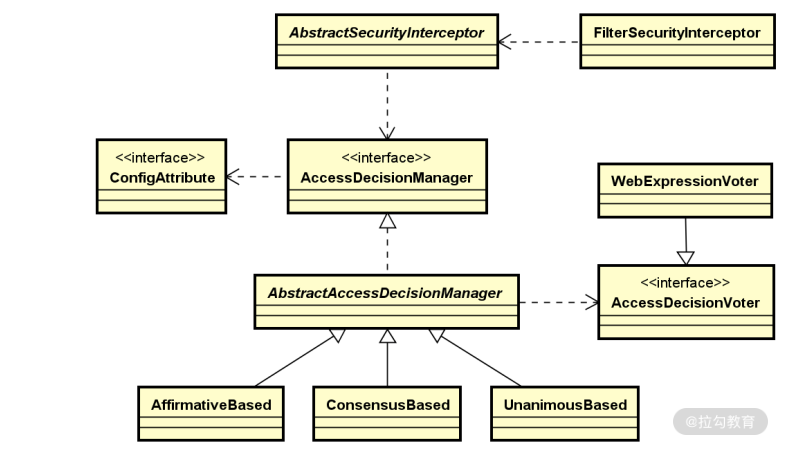 AbstractSecurityInterceptor
FilterSecurityInterceptor
<<interface>>
ConfigAttribute
<<interface>>
AccessDecisionManager
WebExpressionVoter
AbstractAccessDecisionManager
<<interface>>
AccessDecisionVoter
AffirmativeBased
ConsensusBased
UnanimousBased
@拉勾教育